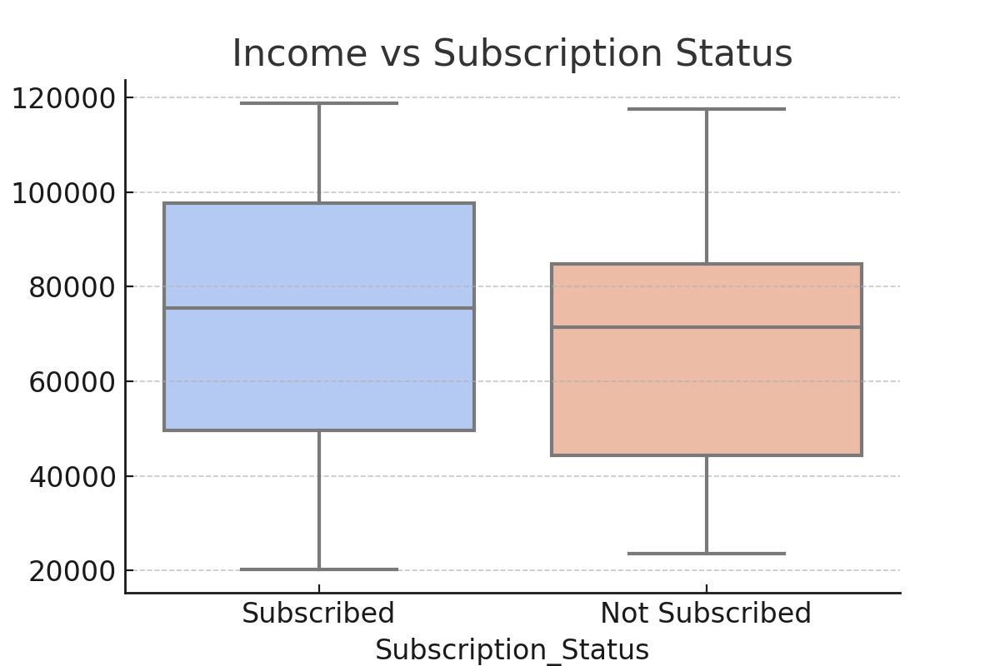 Income vs Subscription Status
120000
100000
80000
60000
40000
20000
Subscribed Not Subscribed
Subscription_Status